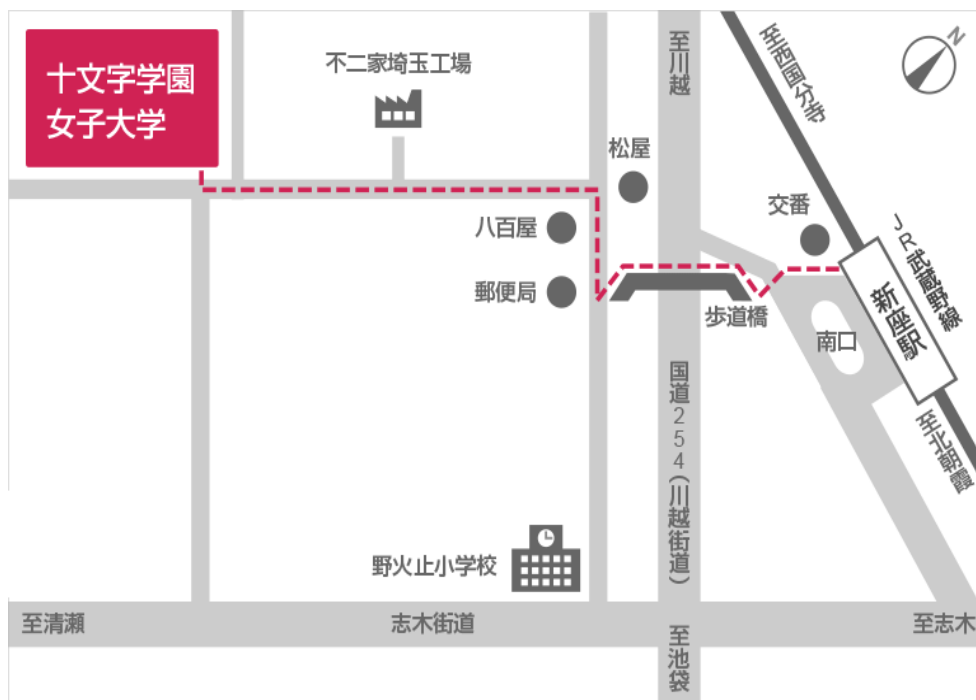 十文字学園
女子大学
不二家埼玉工場
至川越
至西国分寺
N
松屋
交番
八百屋
JR武蔵野線
郵便局
歩道橋
新座駅
南口
国道254(川越街道)
至北朝霞
野火止小学校
至清瀬
志木街道
至志木
至池袋